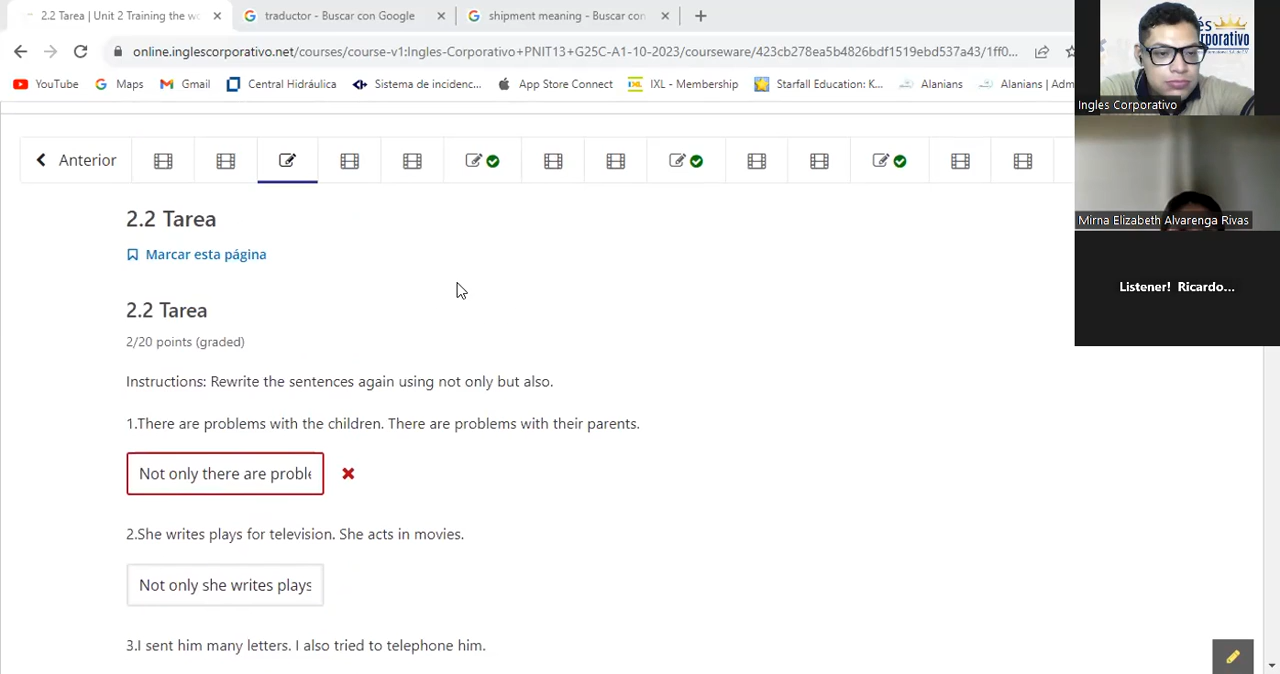 2.2 Tarea | Unit 2 Training the w
traductor - Buscar con Google
shipment meaning - Buscar con
online.inglescorporativo.net/courses/course-v1:Ingles-Corporativo+PNIT13+G25C-A1-10-2023/courseware/423cb278ea5b4826bdf1519ebd537a43/1ff0...
YouTube
Maps
Gmail
Central Hidráulica
Sistema de incidenc...
App Store Connect
IXL - Membership
Starfall Education: K...
Alanians
Alanians | Adm
Ingles Corporativo
Mirna Elizabeth Alvarenga Rivas
Listener! Ricardo...
Anterior
2.2 Tarea
Marcar esta página
2.2 Tarea
2/20 points (graded)
Instructions: Rewrite the sentences again using not only but also.
1.There are problems with the children. There are problems with their parents.
Not only there are proble
2.She writes plays for television. She acts in movies.
Not only she writes plays
3.I sent him many letters. I also tried to telephone him.